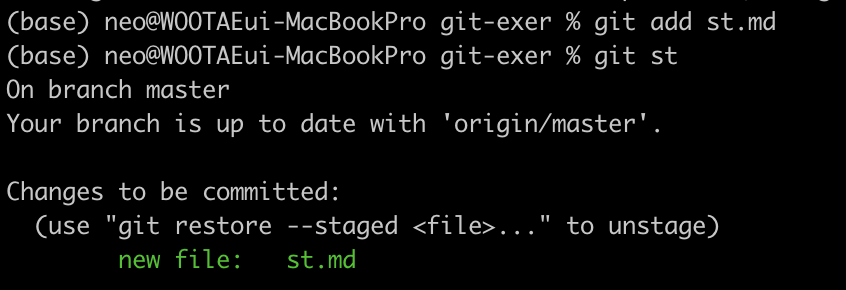 (base) neo@WOOTAEui-MacBookPro git-exer % git add st.md
(base) neo@WOOTAEui-MacBookPro git-exer % git st
On branch master
Your branch is up to date with 'origin/master'.

Changes to be committed:
  (use "git restore --staged <file>..." to unstage)
        new file:   st.md